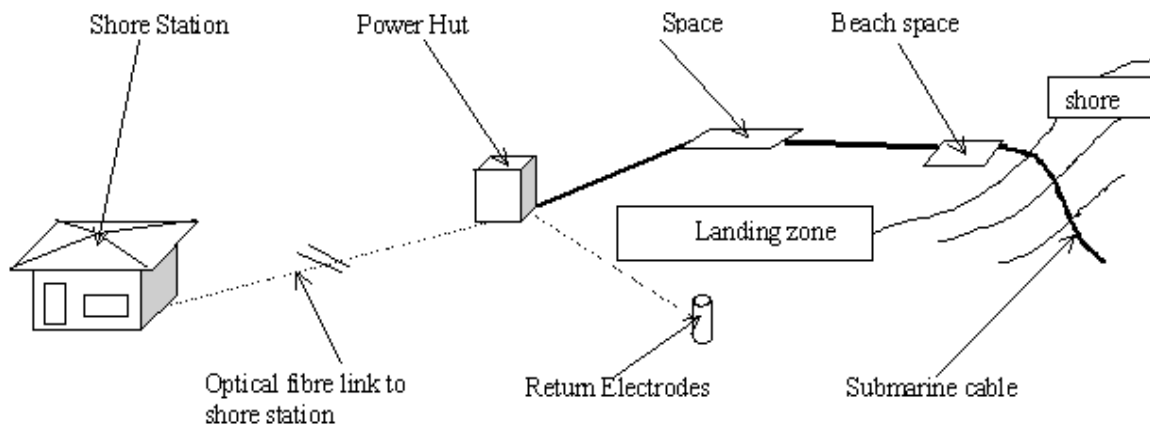 Shore Station
Power Hut
Space
Beach space
shore
Landing zone
Optical fibre link to
shore station
Return Electrodes
Submarine cable